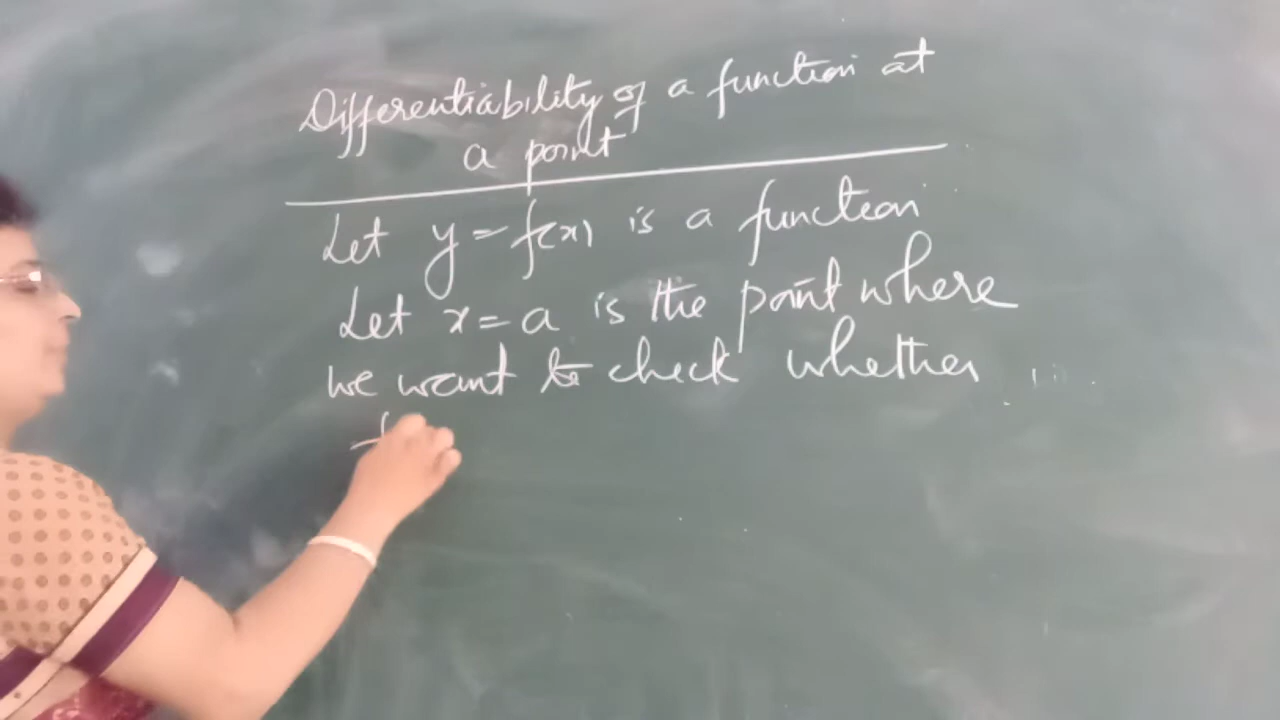 Differentiability of a function at
a point
Let y = f(x) is a function
Let x = a is the point where
we want to check whether